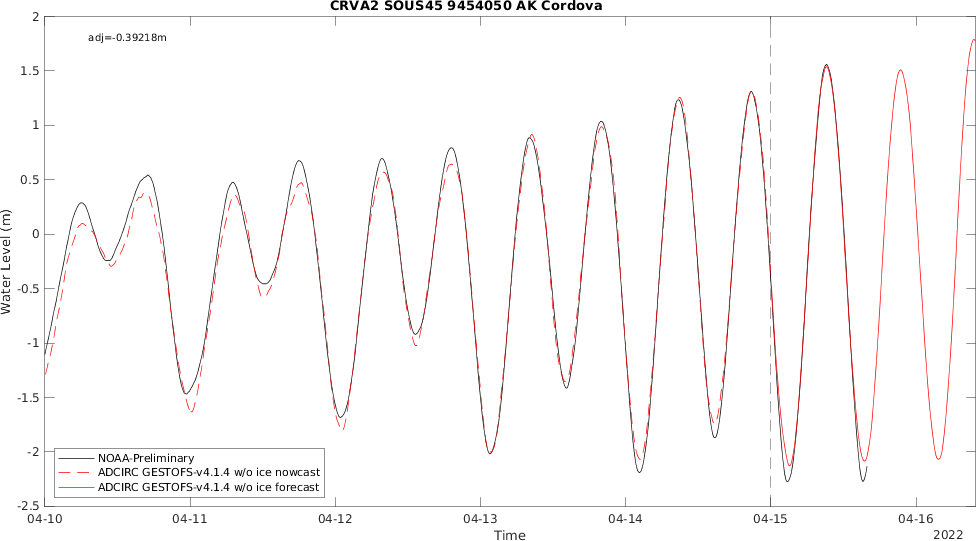 CRVA2 SOUS45 9454050 AK Cordova
adj=-0.39218m
2
1.5
1
0.5
0
-0.5
-1
-1.5
-2
-2.5
Water Level (m)
NOAA-Preliminary
ADCIRC GESTOFS-v4.1.4 w/o ice nowcast
ADCIRC GESTOFS-v4.1.4 w/o ice forecast
04-10 04-11 04-12 04-13 04-14 04-15 04-16
Time
2022